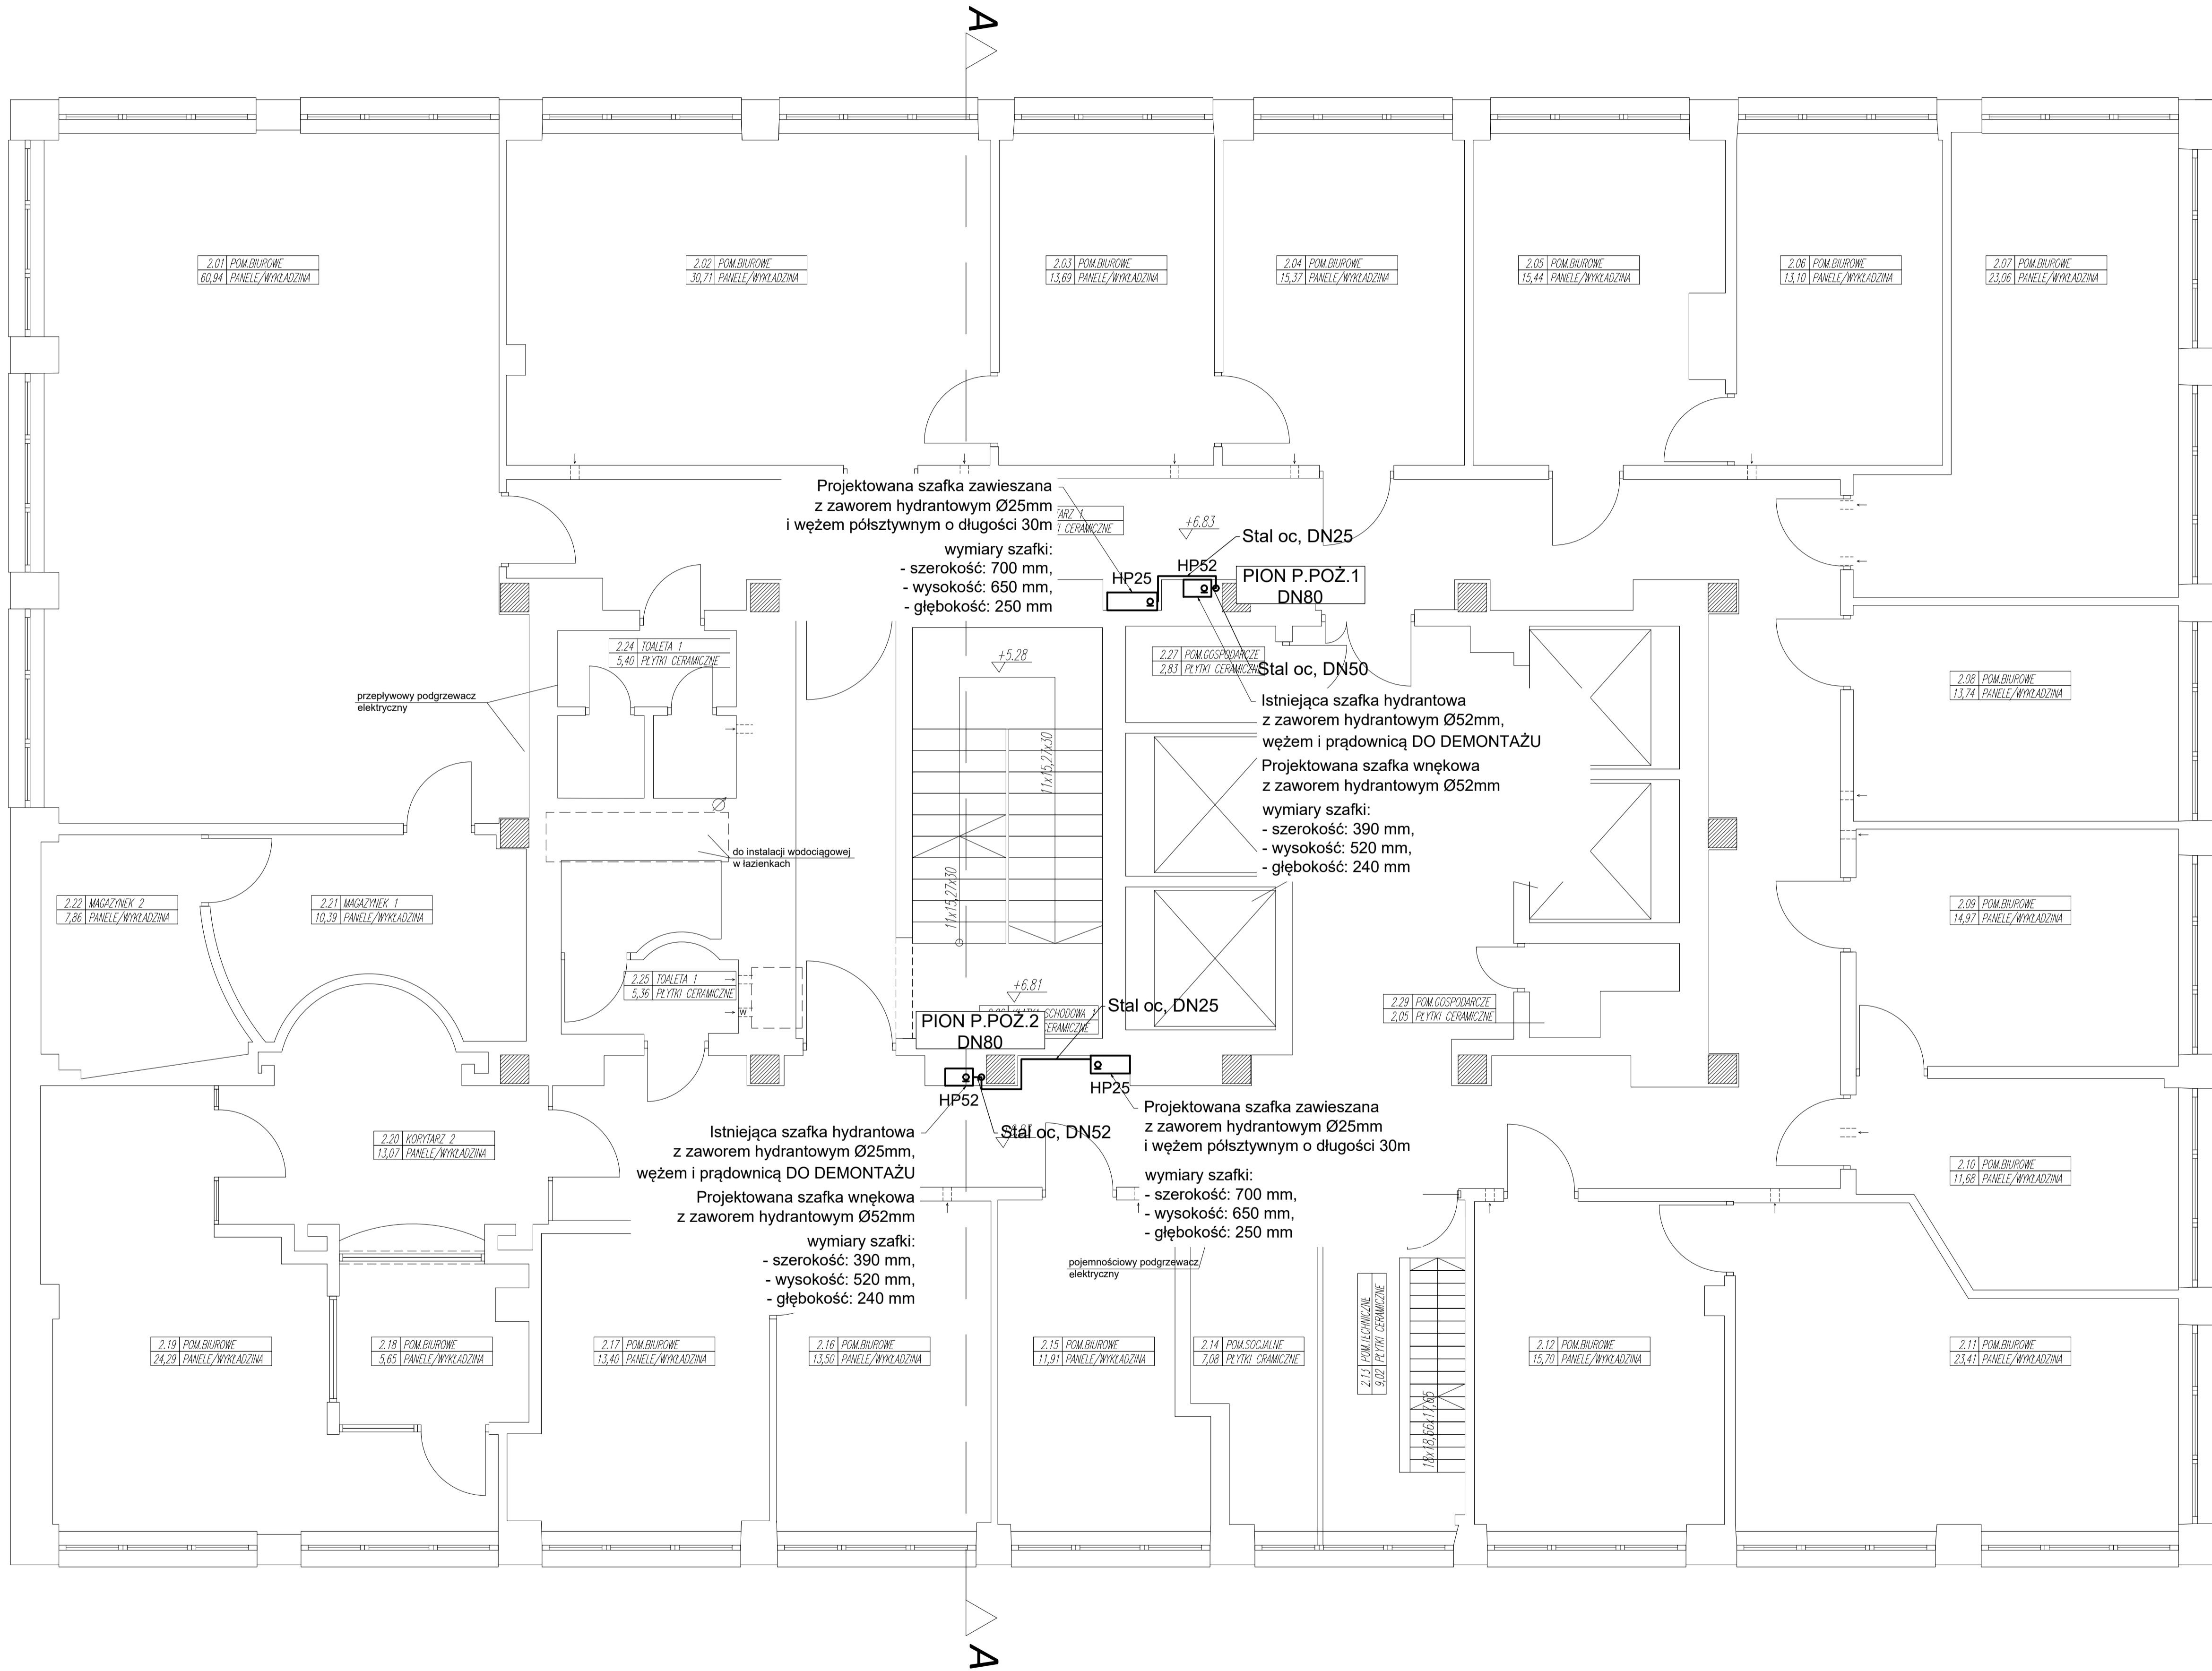 A
2.01 POM.BIUROWE
60,94 PANELE/WYKŁADZINA
2.02 POM.BIUROWE
30,71 PANELE/WYKŁADZINA
2.03 POM.BIUROWE
13,69 PANELE/WYKŁADZINA
2.04 POM.BIUROWE
15,37 PANELE/WYKŁADZINA
2.05 POM.BIUROWE
15,44 PANELE/WYKŁADZINA
2.06 POM.BIUROWE
13,10 PANELE/WYKŁADZINA
2.07 POM.BIUROWE
23,06 PANELE/WYKŁADZINA
Projektowana szafka zawieszana
z zaworem hydrantowym Ø25mm
i wężem półsztywnym o długości 30m
wymiary szafki:
- szerokość: 700 mm,
- wysokość: 650 mm,
- głębokość: 250 mm
TARZ 1
CERAMICZNE
+6.83
Stal oc, DN25
HP25
HP52
PION P.POŻ.1
DN80
2.24 TOALETA 1
5,40 PŁYTKI CERAMICZNE
+5.28
2.27 POM.GOSPODARCZE
2,83 PŁYTKI CERAMICZNE
Stal oc, DN50
przepływowy podgrzewacz
elektryczny
Istniejąca szafka hydrantowa
z zaworem hydrantowym Ø52mm,
wężem i prądownicą DO DEMONTAŻU
Projektowana szafka wnękowa
z zaworem hydrantowym Ø52mm
wymiary szafki:
- szerokość: 390 mm,
- wysokość: 520 mm,
- głębokość: 240 mm
2.08 POM.BIUROWE
13,74 PANELE/WYKŁADZINA
11x15,27x30
11x15,27x30
do instalacji wodociągowej
w łazienkach
2.22 MAGAZYNEK 2
7,86 PANELE/WYKŁADZINA
2.21 MAGAZYNEK 1
10,39 PANELE/WYKŁADZINA
2.09 POM.BIUROWE
14,97 PANELE/WYKŁADZINA
2.25 TOALETA 1
5,36 PŁYTKI CERAMICZNE
W
+6.81
SCHODOWA 1
CERAMICZNE
Stal oc, DN25
PION P.POŻ.2
DN80
2.29 POM.GOSPODARCZE
2,05 PŁYTKI CERAMICZNE
HP52
HP25
Stal oc, DN52
2.20 KORYTARZ 2
13,07 PANELE/WYKŁADZINA
Istniejąca szafka hydrantowa
z zaworem hydrantowym Ø25mm,
wężem i prądownicą DO DEMONTAŻU
Projektowana szafka wnękowa
z zaworem hydrantowym Ø52mm
wymiary szafki:
- szerokość: 390 mm,
- wysokość: 520 mm,
- głębokość: 240 mm
Projektowana szafka zawieszana
z zaworem hydrantowym Ø25mm
i wężem półsztywnym o długości 30m
wymiary szafki:
- szerokość: 700 mm,
- wysokość: 650 mm,
- głębokość: 250 mm
2.10 POM.BIUROWE
11,68 PANELE/WYKŁADZINA
pojemnościowy podgrzewacz
elektryczny
2.19 POM.BIUROWE
24,29 PANELE/WYKŁADZINA
2.18 POM.BIUROWE
5,65 PANELE/WYKŁADZINA
2.17 POM.BIUROWE
13,40 PANELE/WYKŁADZINA
2.16 POM.BIUROWE
13,50 PANELE/WYKŁADZINA
2.15 POM.BIUROWE
11,91 PANELE/WYKŁADZINA
2.14 POM.SOCJALNE
7,08 PŁYTKI CRAMICZNE
2.13 POM.TECHNICZNE
9,02 PŁYTKI CERAMICZNE
18x18,66x17,65
2.12 POM.BIUROWE
15,70 PANELE/WYKŁADZINA
2.11 POM.BIUROWE
23,41 PANELE/WYKŁADZINA
A